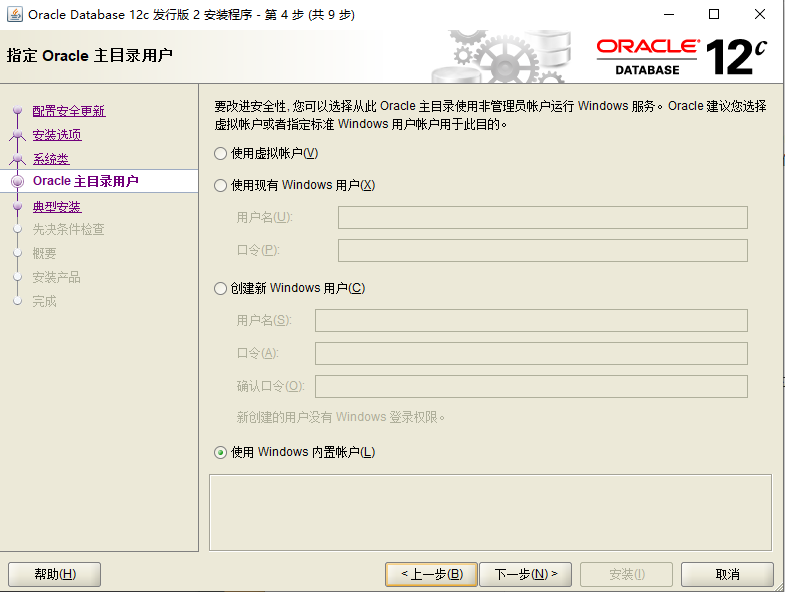 Oracle Database 12c 发行版 2 安装程序 - 第 4 步 (共 9 步)
指定 Oracle 主目录用户
ORACLE®
DATABASE
12c
配置安全更新
安装选项
系统类
Oracle 主目录用户
典型安装
先决条件检查
概要
安装产品
完成
要改进安全性, 您可以选择从此 Oracle 主目录使用非管理员帐户运行 Windows 服务。Oracle 建议您选择
虚拟帐户或者指定标准 Windows 用户帐户用于此目的。
使用虚拟帐户(V)
使用现有 Windows 用户(X)
用户名(U):
口令(P):
创建新 Windows 用户(C)
用户名(S):
口令(A):
确认口令(O):
新创建的用户没有 Windows 登录权限。
使用 Windows 内置帐户(L)
帮助(H)
< 上一步(B)
下一步(N) >
安装(I)
取消